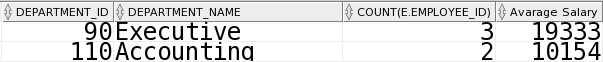 DEPARTMENT_ID DEPARTMENT_NAME COUNT(E.EMPLOYEE_ID) Avarage Salary
90 Executive 3 19333
110 Accounting 2 10154